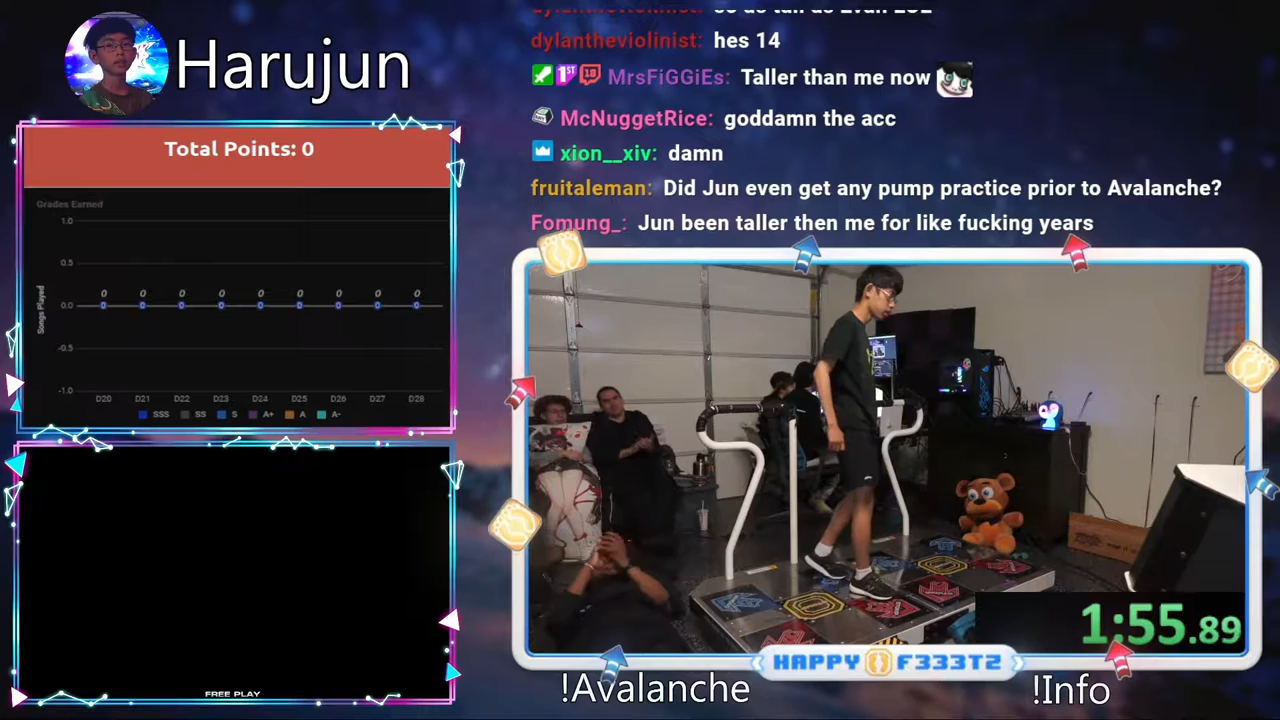 Harujun
Total Points: 0
Grades Earned
1.0
0.5
0.0
-0.5
-1.0
Songs Played
0 0 0 0 0 0 0 0 0
D20 D21 D22 D23 D24 D25 D26 D27 D28
SSS SS S A+ A A-
FREE PLAY
dylantheviolinist: hes 14
MrsFiGGiEs: Taller than me now
McNuggetRice: goddamn the acc
xion__xiv: damn
fruitaleman: Did Jun even get any pump practice prior to Avalanche?
Fomung_: Jun been taller then me for like fucking years
1:55.89
HAPPY F333TZ
!Avalanche
!Info